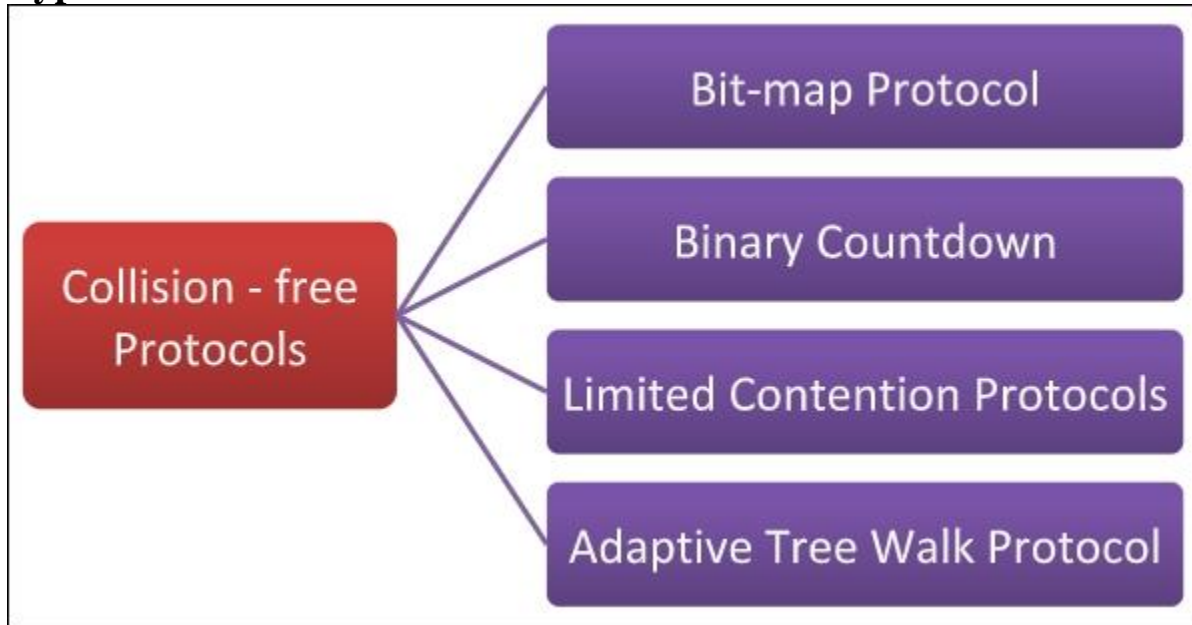 Collision - free
Protocols
Bit-map Protocol
Binary Countdown
Limited Contention Protocols
Adaptive Tree Walk Protocol